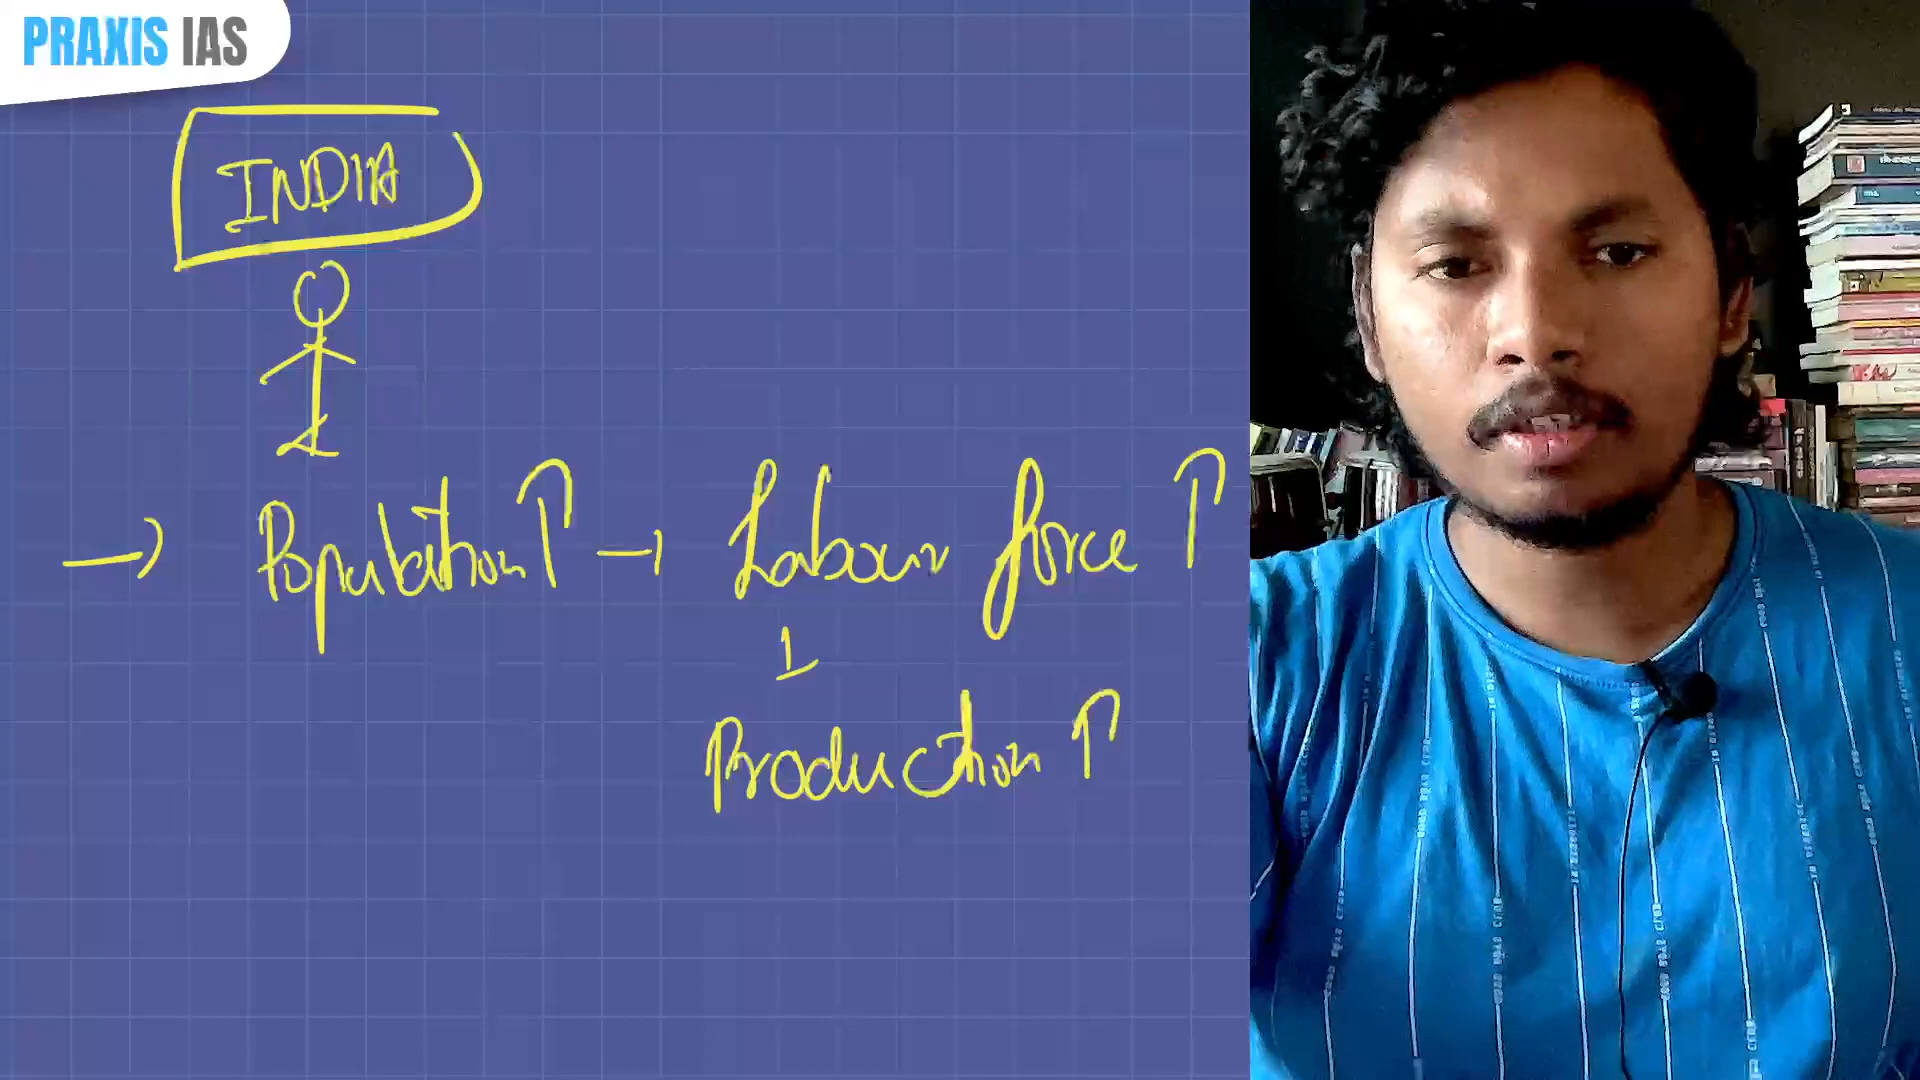 PRAXIS IAS
INDIA
→ Population ↑ → Labour force ↑
↓
Production ↑